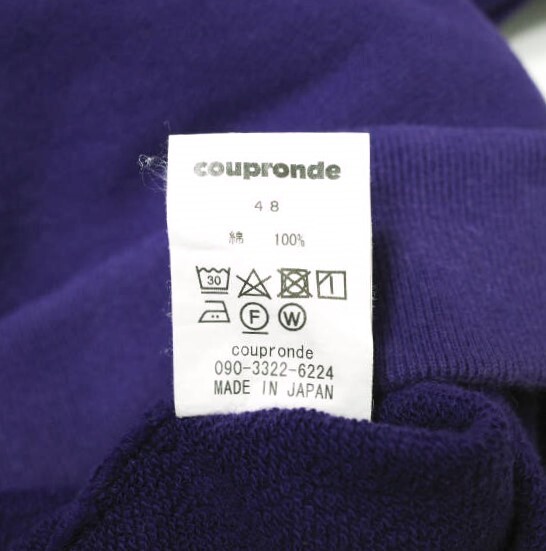 coupronde
48
綿 100%
30
F W
coupronde
090-3322-6224
MADE IN JAPAN